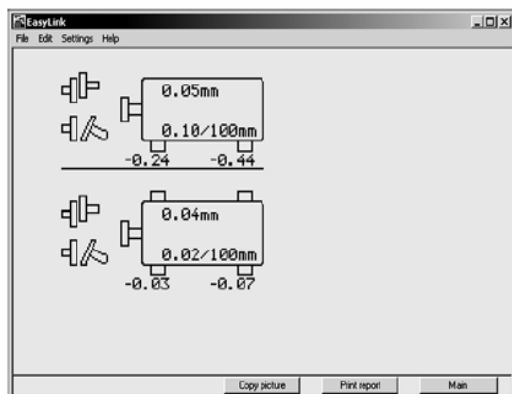 EasyLink
File Edit Settings Help
0.05mm
0.10/100mm
-0.24 -0.44
0.04mm
0.02/100mm
-0.03 -0.07
Copy picture Print report Main